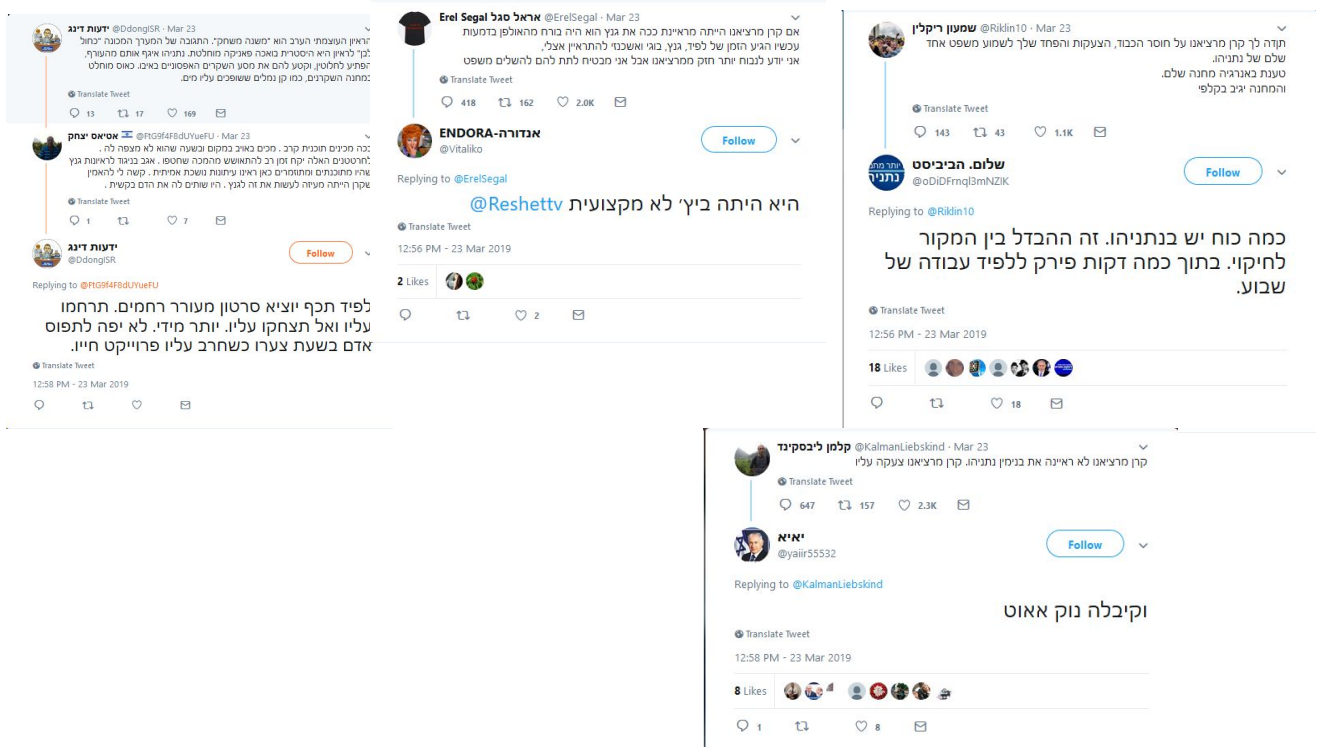 ידעות דינג @DdongISR · Mar 23
הראיון העוצמתי הערב הוא "משנה משחק". התגובה של המערך המכונה "כחול
לבן" לראיון היא היסטרית בואכה פאניקה מוחלטת. נתניהו איגף אותם מהעורף,
הפתיע לחלוטין, וקטע להם את מסע השקרים האפסוניים באיבו. כאוס מוחלט
במחנה השקרנים, כמו קן נמלים ששופכים עליו מים.
Translate Tweet
13 17 169
אטיאס יצחק @FtG9f4F8dUYueFU · Mar 23
ככה מכינים תוכנית קרב . מכים באויב במקום ובשעה שהוא לא מצפה לה .
לחרטטנים האלה יקח זמן רב להתאושש מהמכה שחטפו . אגב בניגוד לראיונות גנץ
שהיו מתוכננים ומתוזמרים כאן ראינו עיתונות נושכת אמיתית . קשה לי להאמין
שקרן הייתה מעיזה לעשות את זה לגנץ . היו שותים לה את הדם בקשית .
Translate Tweet
1 7
ידעות דינג
@DdongISR
Follow
Replying to @FtG9f4F8dUYueFU
לפיד תכף יוציא סרטון מעורר רחמים. תרחמו
עליו ואל תצחקו עליו. יותר מידי. לא יפה לתפוס
אדם בשעת צערו כשחרב עליו פרוייקט חייו.
Translate Tweet
12:58 PM - 23 Mar 2019
Erel Segal אראל סגל @ErelSegal · Mar 23
אם קרן מרציאנו הייתה מראיינת ככה את גנץ הוא היה בורח מהאולפן בדמעות
עכשיו הגיע הזמן של לפיד, גנץ, בוגי ואשכנזי להתראיין אצלי,
אני יודע לנבוח יותר חזק ממרציאנו אבל אני מבטיח לתת להם להשלים משפט
Translate Tweet
418 162 2.0K
ENDORA-אנדורה
@Vitaliko
Follow
Replying to @ErelSegal
היא היתה ביץ׳ לא מקצועית @Reshettv
Translate Tweet
12:56 PM - 23 Mar 2019
2 Likes
2
שמעון ריקלין @Riklin10 · Mar 23
תודה לך קרן מרציאנו על חוסר הכבוד, הצעקות והפחד שלך לשמוע משפט אחד
שלם של נתניהו.
טענת באנרגיה מחנה שלם.
והמחנה יגיב בקלפי
Translate Tweet
143 43 1.1K
יותר מתמ
נתניה
שלום. הביביסט
@oDiDFrnql3mNZIK
Follow
Replying to @Riklin10
כמה כוח יש בנתניהו. זה ההבדל בין המקור
לחיקוי. בתוך כמה דקות פירק ללפיד עבודה של
שבוע.
Translate Tweet
12:56 PM - 23 Mar 2019
18 Likes
18
קלמן ליבסקינד @KalmanLiebskind · Mar 23
קרן מרציאנו לא ראיינה את בנימין נתניהו. קרן מרציאנו צעקה עליו
Translate Tweet
647 157 2.3K
יאיא
@yaiir55532
Follow
Replying to @KalmanLiebskind
וקיבלה נוק אאוט
Translate Tweet
12:58 PM - 23 Mar 2019
8 Likes
1 8